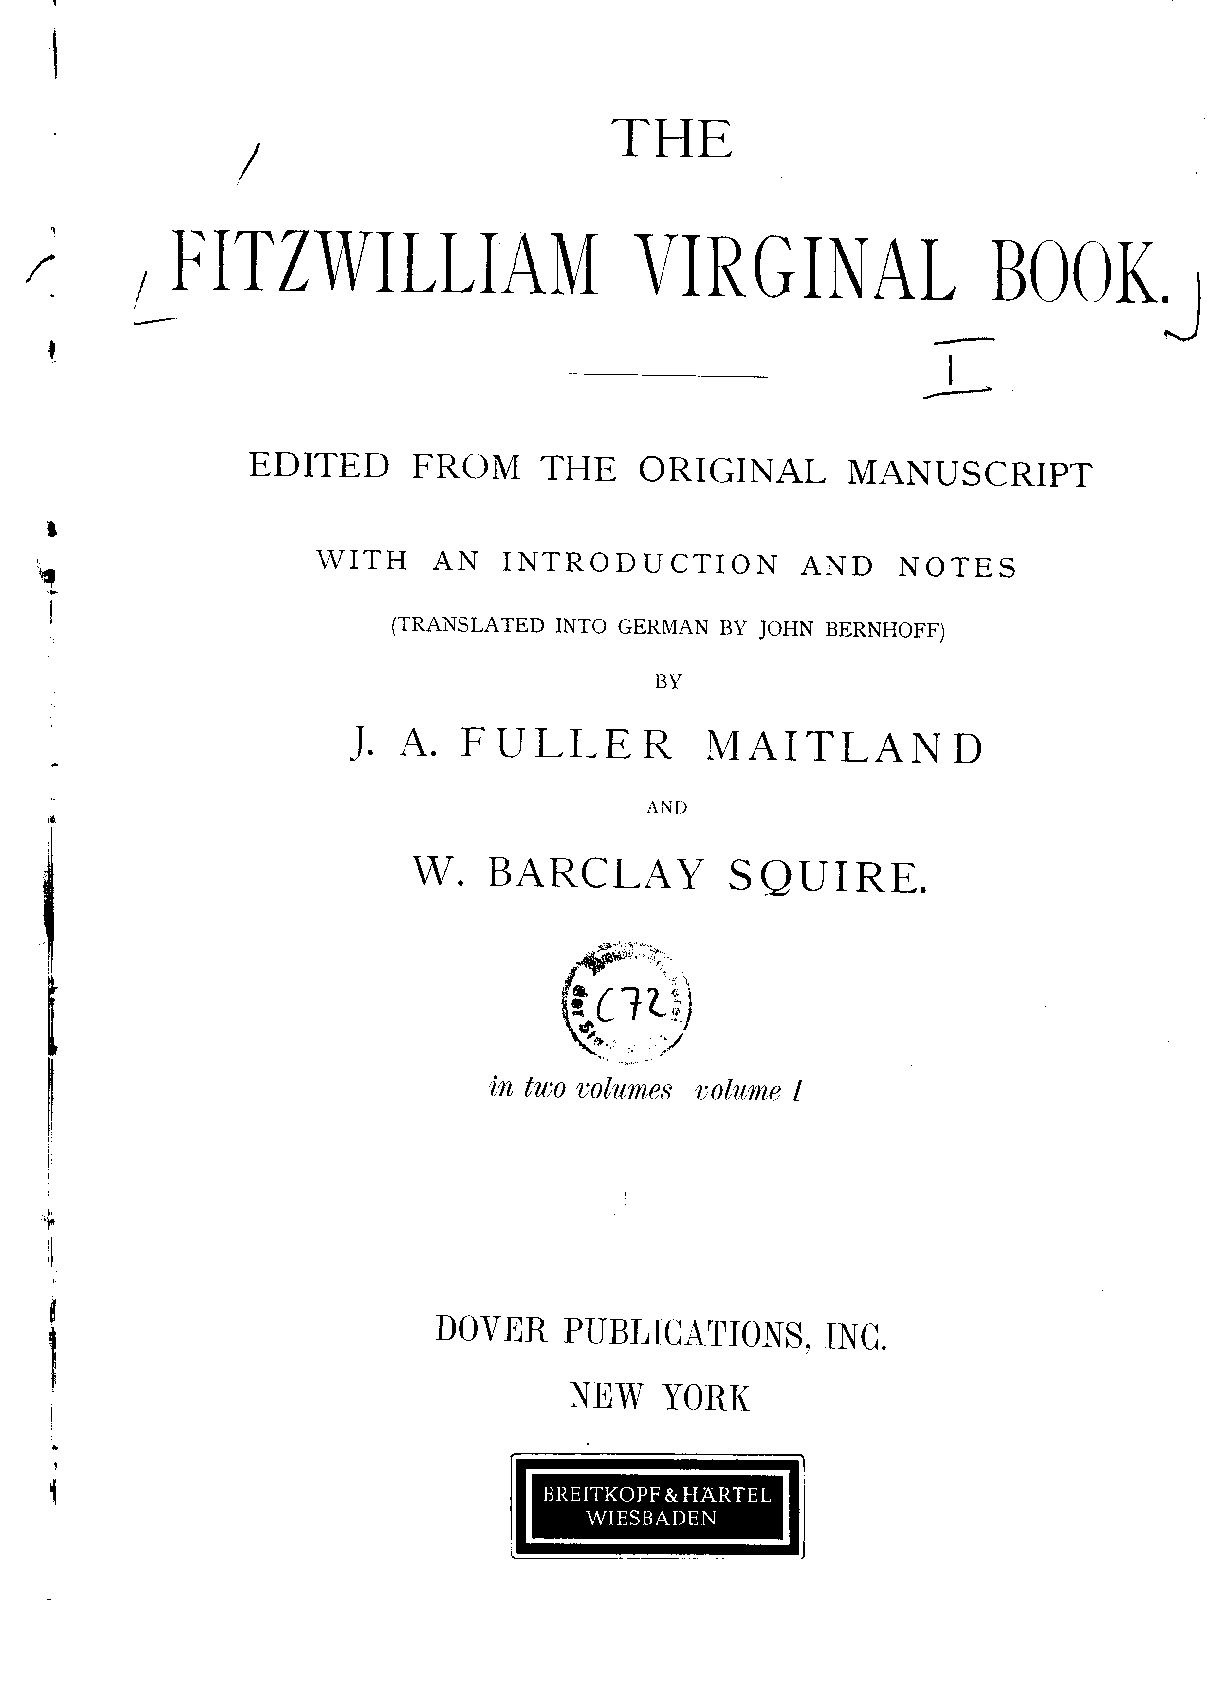 THE
FITZWILLIAM VIRGINAL BOOK.
I
EDITED FROM THE ORIGINAL MANUSCRIPT
WITH AN INTRODUCTION AND NOTES
(TRANSLATED INTO GERMAN BY JOHN BERNHOFF)
BY
J. A. FULLER MAITLAND
AND
W. BARCLAY SQUIRE.
C72
in two volumes volume I
DOVER PUBLICATIONS, INC.
NEW YORK
BREITKOPF & HÄRTEL
WIESBADEN